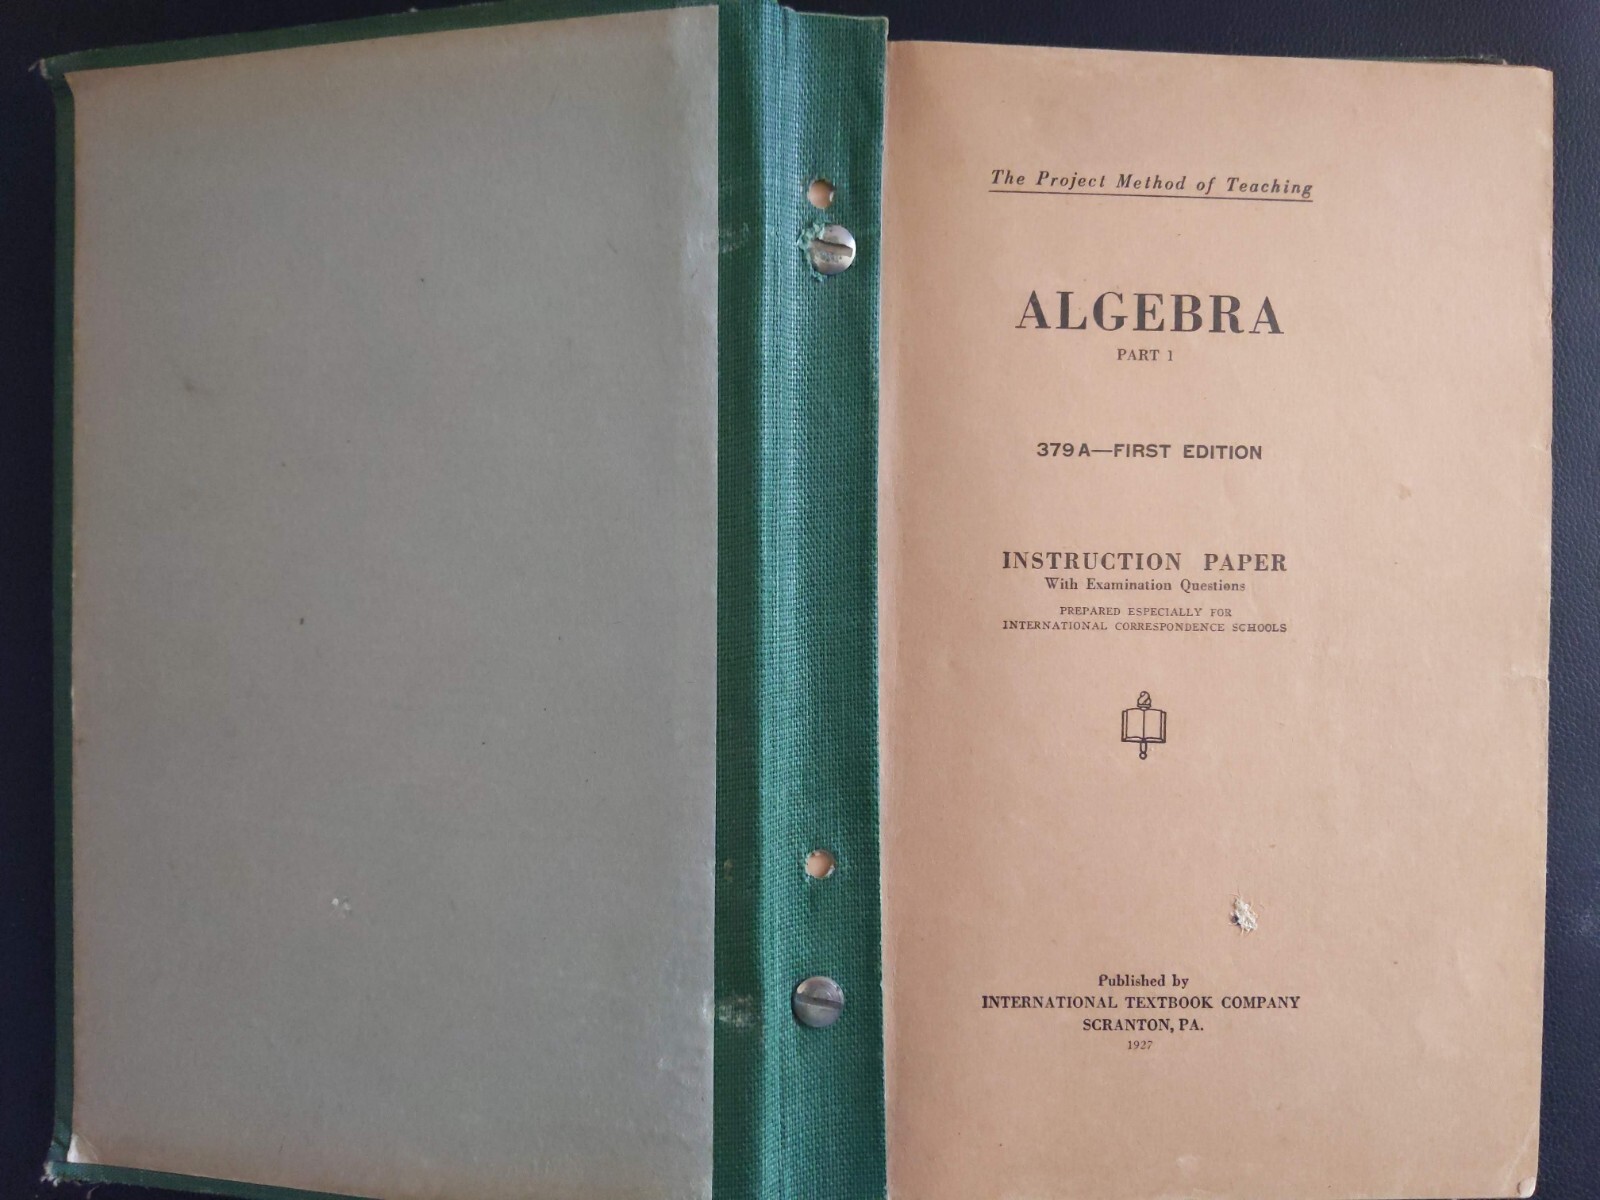 The Project Method of Teaching
ALGEBRA
PART 1
379 A—FIRST EDITION
INSTRUCTION PAPER
With Examination Questions
PREPARED ESPECIALLY FOR
INTERNATIONAL CORRESPONDENCE SCHOOLS
Published by
INTERNATIONAL TEXTBOOK COMPANY
SCRANTON, PA.
1927